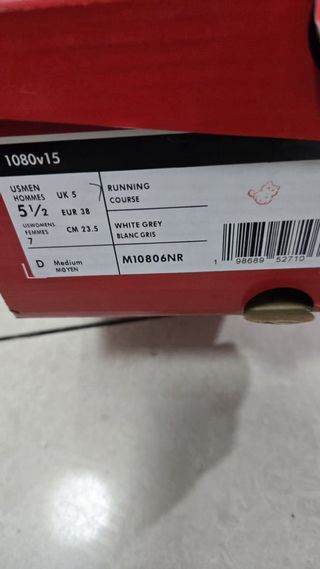 1080v15
USMEN
HOMMES
5½
UK 5
EUR 38
USWOMENS
FEMMES
7
CM 23.5
D
Medium
MOYEN
RUNNING
COURSE
WHITE GREY
BLANC GRIS
M10806NR
1 98689 52710